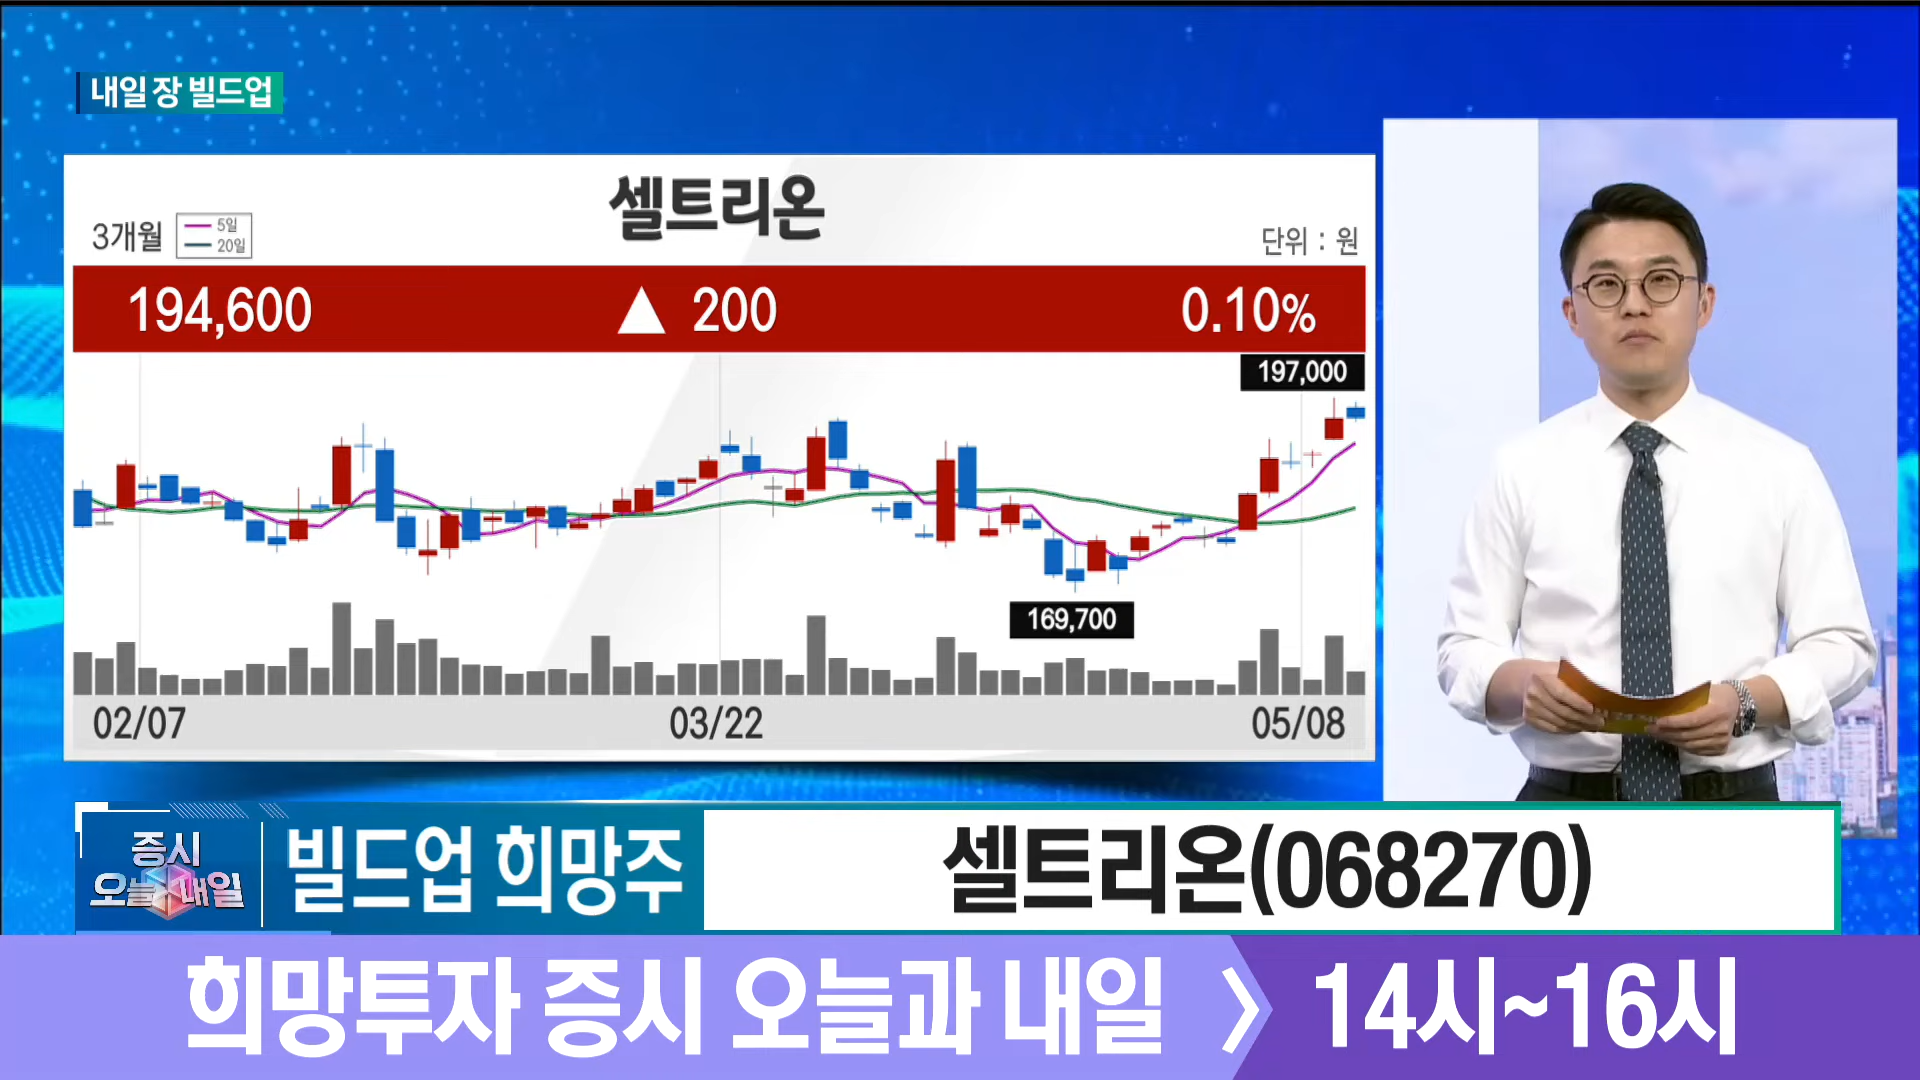 내일 장 빌드업
셀트리온
3개월
5일
20일
단위 : 원
194,600 ▲ 200 0.10%
197,000
169,700
02/07 03/22 05/08
증시
오늘 내일
빌드업 희망주
셀트리온(068270)
희망투자 증시 오늘과 내일 > 14시~16시